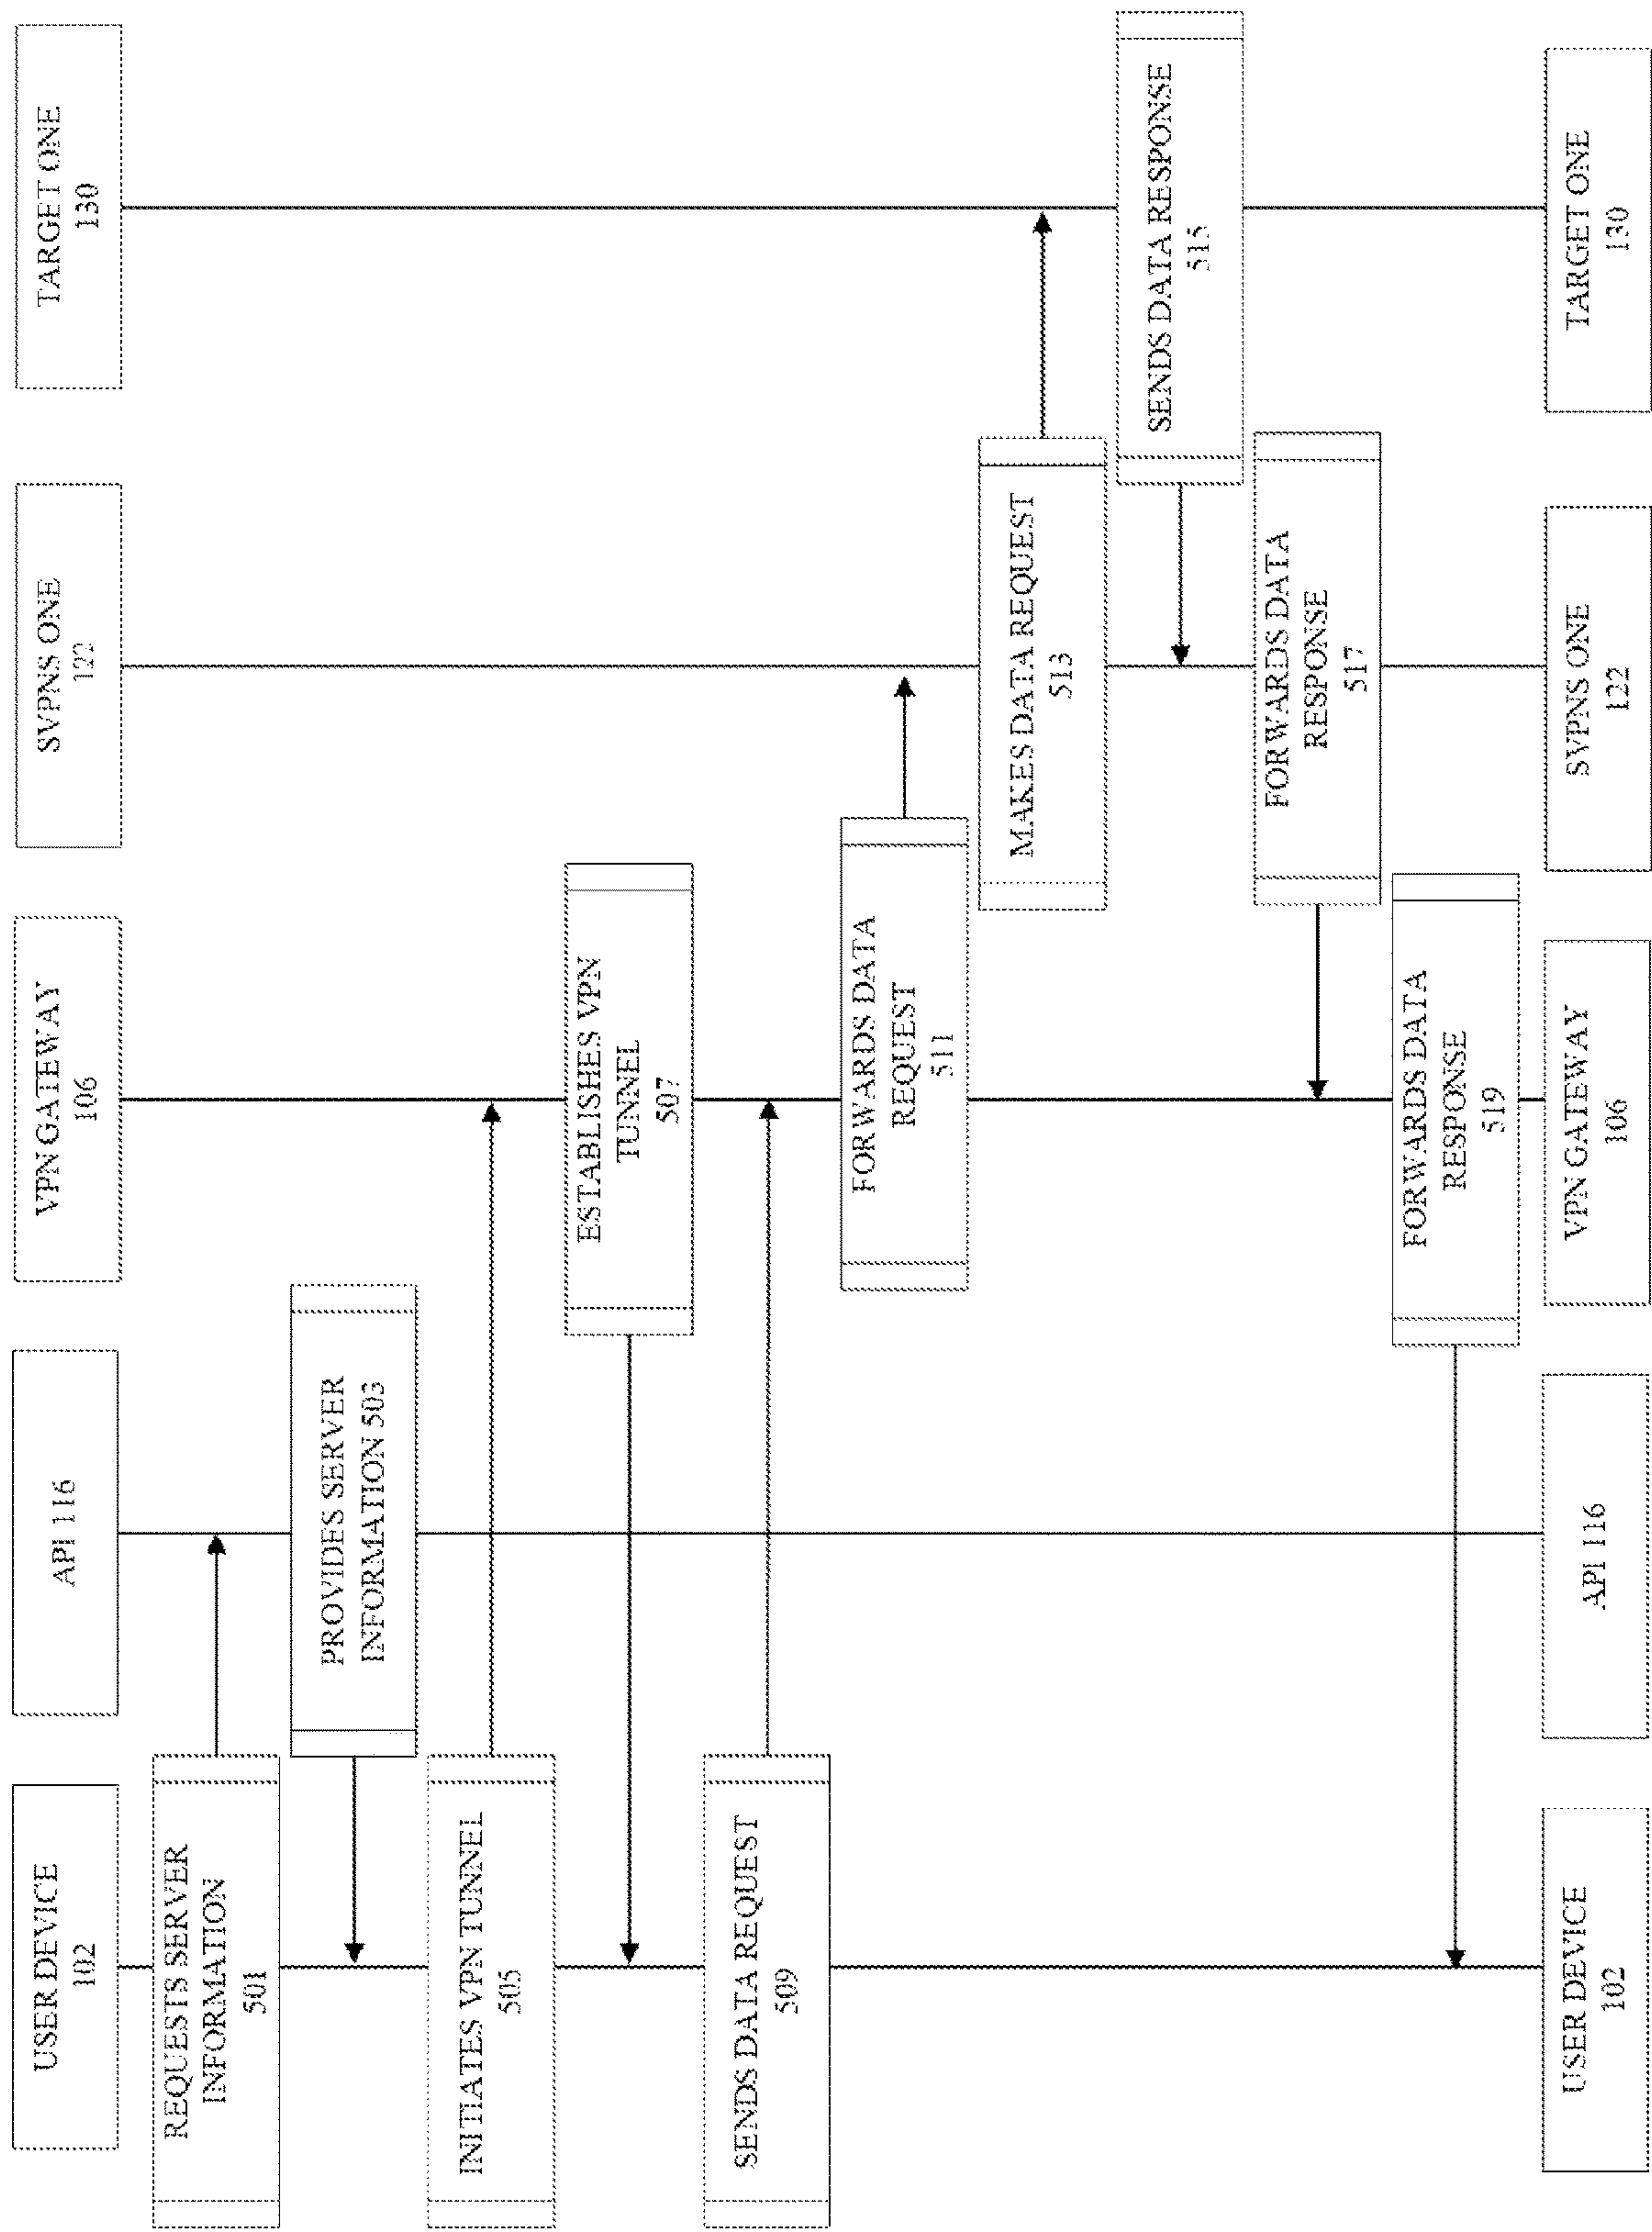 USER DEVICE
102
API 116
VPN GATEWAY
106
SVPNS ONE
122
TARGET ONE
130
REQUESTS SERVER
INFORMATION
501
PROVIDES SERVER
INFORMATION 503
INITIATES VPN TUNNEL
505
ESTABLISHES VPN
TUNNEL
507
SENDS DATA REQUEST
509
FORWARDS DATA
REQUEST
511
MAKES DATA REQUEST
513
SENDS DATA RESPONSE
515
FORWARDS DATA
RESPONSE
517
FORWARDS DATA
RESPONSE
519
USER DEVICE
102
API 116
VPN GATEWAY
106
SVPNS ONE
122
TARGET ONE
130